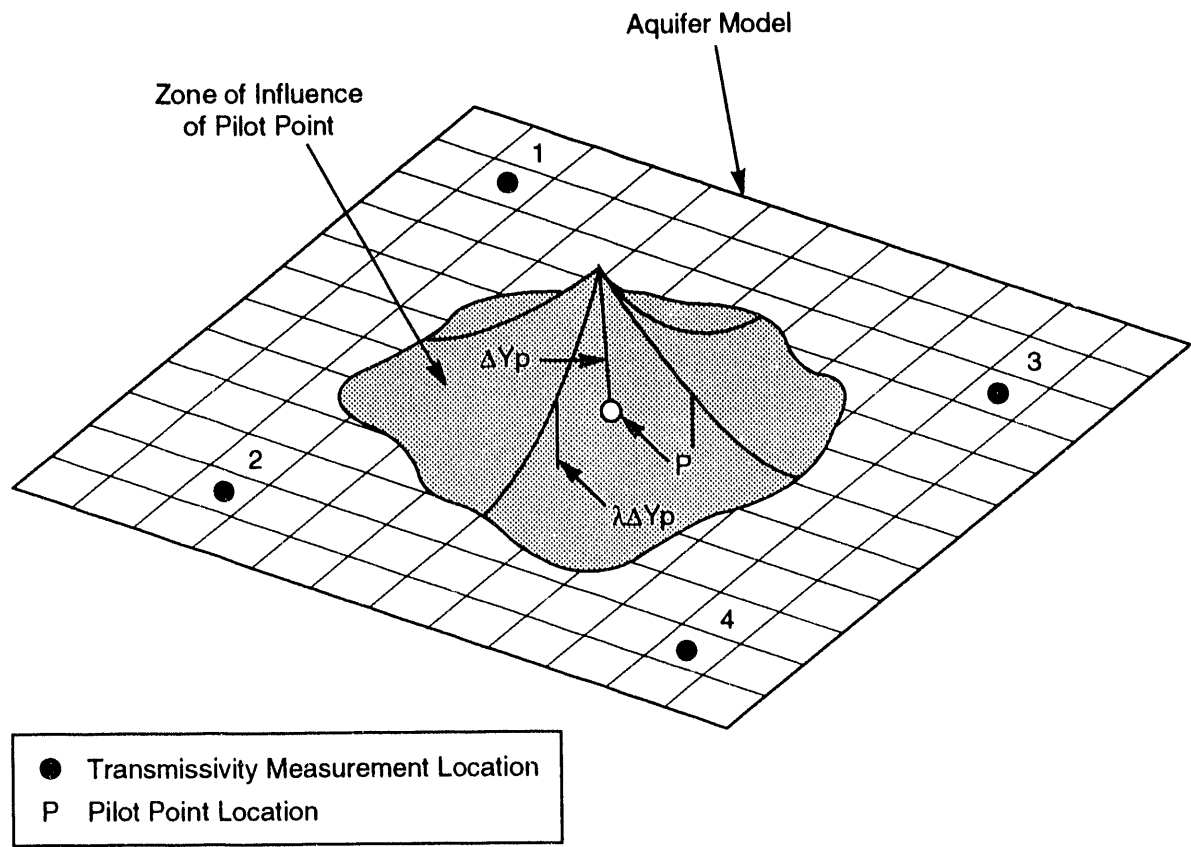 Aquifer Model
Zone of Influence
of Pilot Point
1
ΔYp
3
2
P
λΔYp
4
Transmissivity Measurement Location
P Pilot Point Location